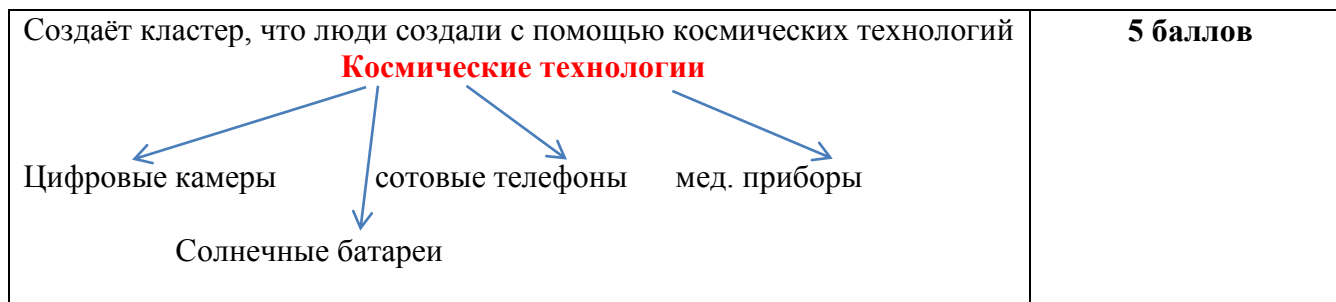 Создаёт кластер, что люди создали с помощью космических технологий
5 баллов
Космические технологии
Цифровые камеры сотовые телефоны мед. приборы
Солнечные батареи